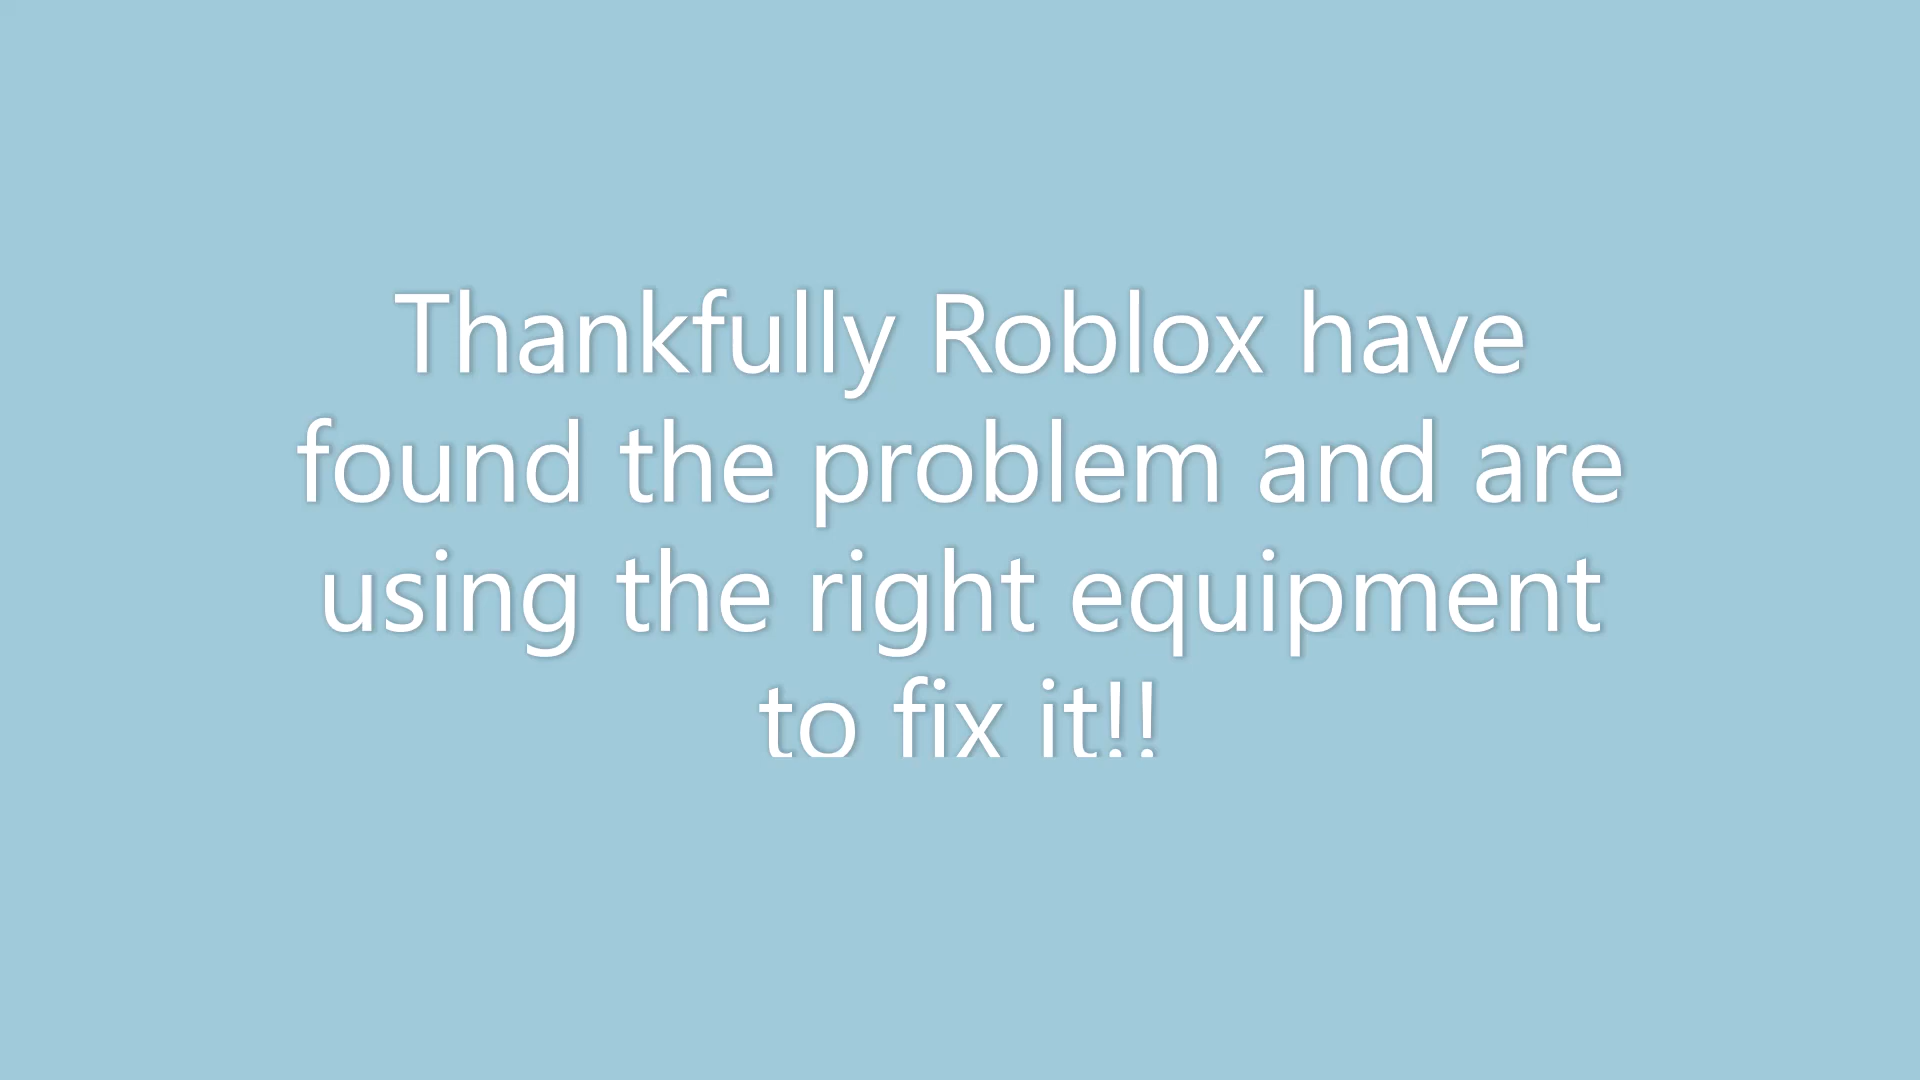 Thankfully Roblox have
found the problem and are
using the right equipment
to fix it!!